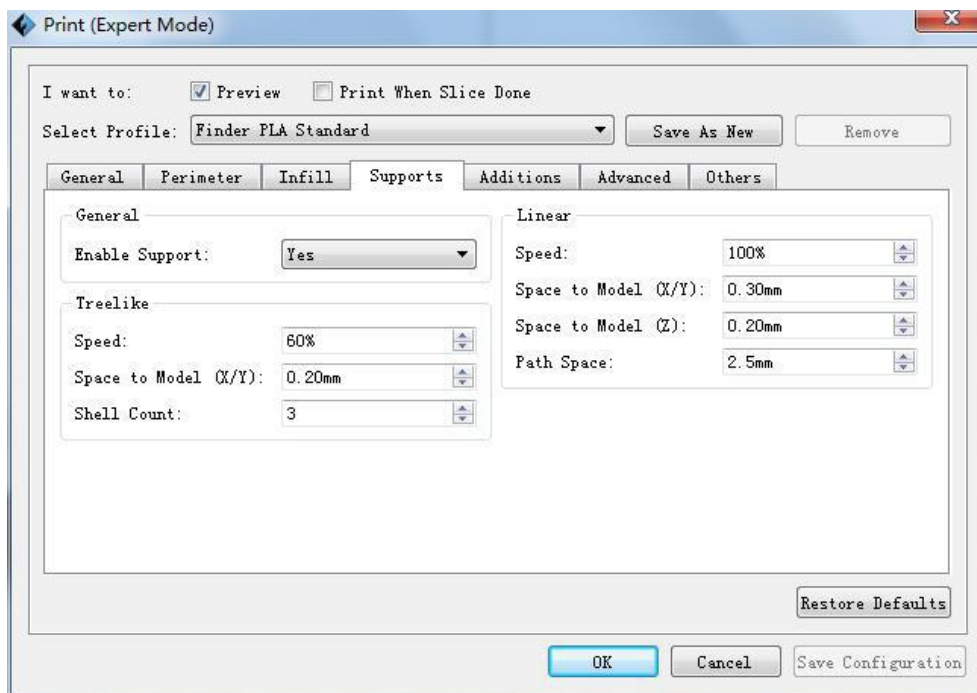 Print (Expert Mode)
I want to: Preview Print When Slice Done
Select Profile: Finder PLA Standard Save As New Remove
General Perimeter Infill Supports Additions Advanced Others
General
Enable Support: Yes
Treelike
Speed: 60%
Space to Model (X/Y): 0.20mm
Shell Count: 3
Linear
Speed: 100%
Space to Model (X/Y): 0.30mm
Space to Model (Z): 0.20mm
Path Space: 2.5mm
Restore Defaults
OK Cancel Save Configuration